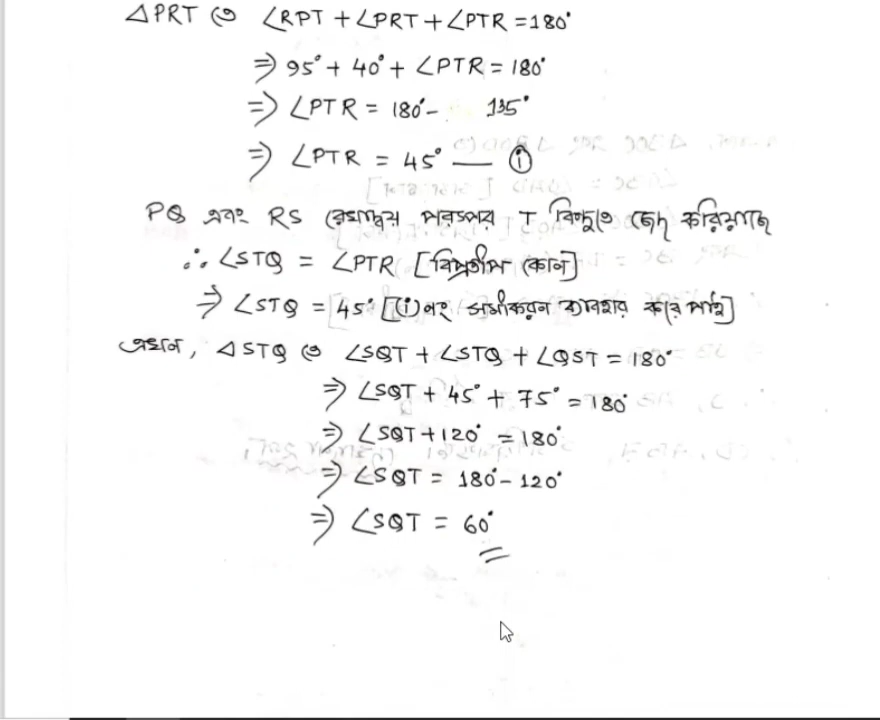 △PRT ত ∠RPT + ∠PRT + ∠PTR = 180°
⇒ 95° + 40° + ∠PTR = 180°
⇒ ∠PTR = 180° - 135°
⇒ ∠PTR = 45° — (i)
PQ এবং RS রেখাদ্বয় পরস্পর T বিন্দুতে ছেদ করিয়াছে
∴ ∠STQ = ∠PTR [বিপ্রতীপ কোন]
⇒ ∠STQ = 45° [(i)নং সমীকরন ব্যবহার করে পাই]
এখন, △STQ ত ∠SQT + ∠STQ + ∠QST = 180°
⇒ ∠SQT + 45° + 75° = 180°
⇒ ∠SQT + 120° = 180°
⇒ ∠SQT = 180° - 120°
⇒ ∠SQT = 60°